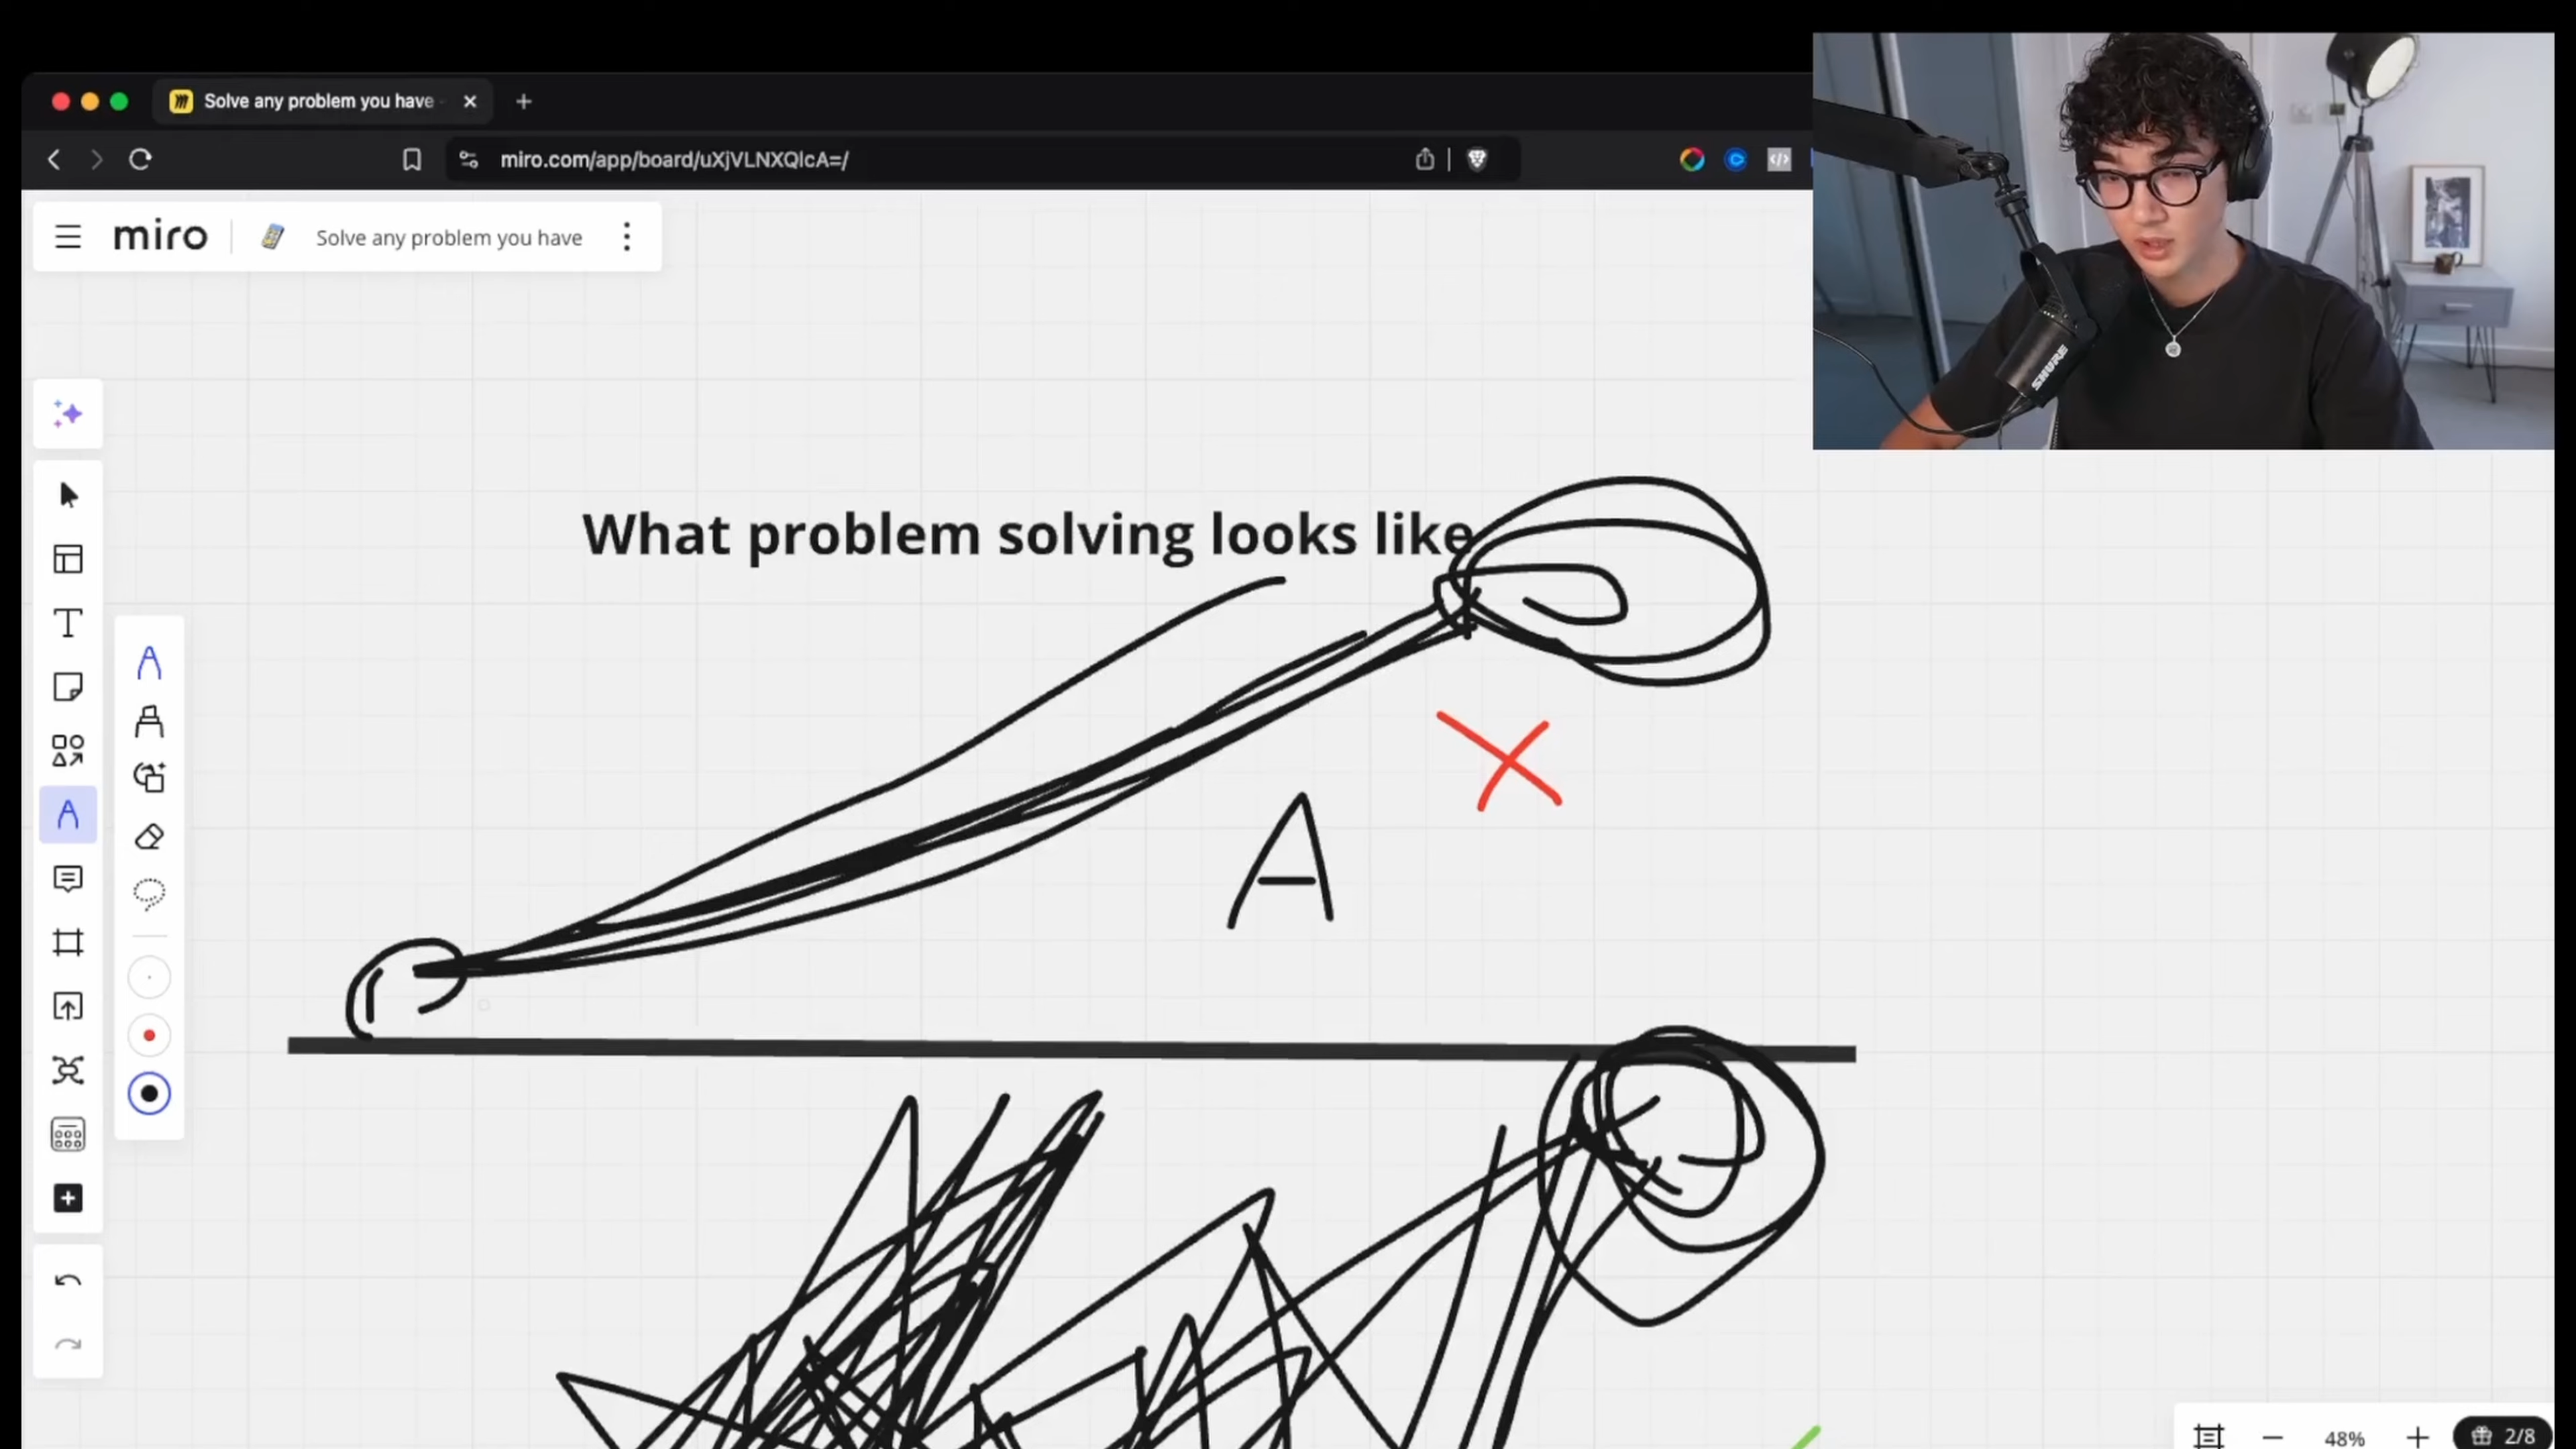 Solve any problem you have
miro.com/app/board/uXjVLNXQlcA=/
miro
Solve any problem you have
What problem solving looks like
A
SHURE
48%
2/8